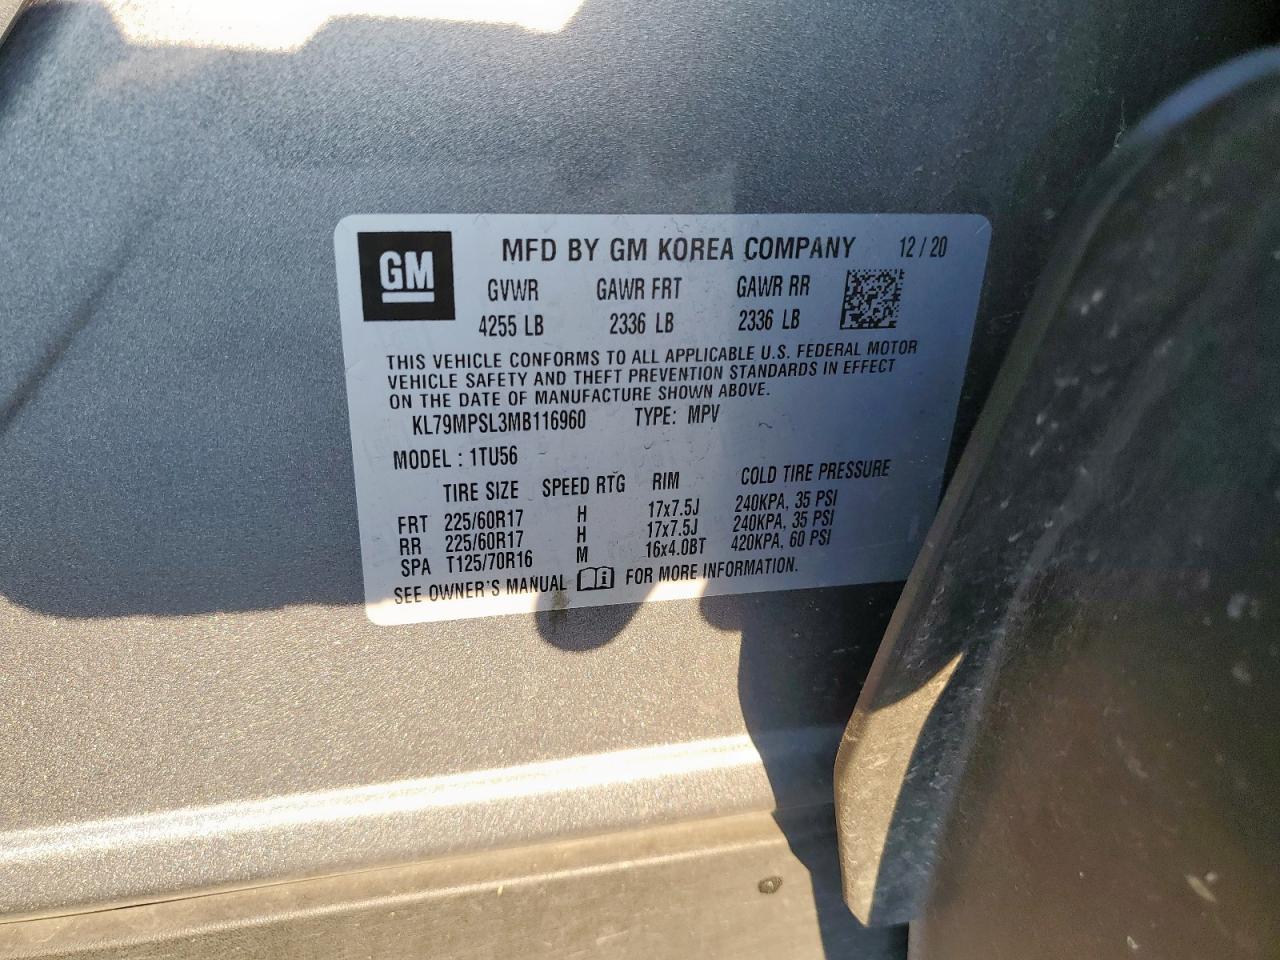 GM
MFD BY GM KOREA COMPANY 12/20
GVWR GAWR FRT GAWR RR
4255 LB 2336 LB 2336 LB
THIS VEHICLE CONFORMS TO ALL APPLICABLE U.S. FEDERAL MOTOR
VEHICLE SAFETY AND THEFT PREVENTION STANDARDS IN EFFECT
ON THE DATE OF MANUFACTURE SHOWN ABOVE.
KL79MPSL3MB116960 TYPE: MPV
MODEL : 1TU56
TIRE SIZE SPEED RTG RIM COLD TIRE PRESSURE
FRT 225/60R17 H 17x7.5J 240KPA, 35 PSI
RR 225/60R17 H 17x7.5J 240KPA, 35 PSI
SPA T125/70R16 M 16x4.0BT 420KPA, 60 PSI
SEE OWNER'S MANUAL FOR MORE INFORMATION.